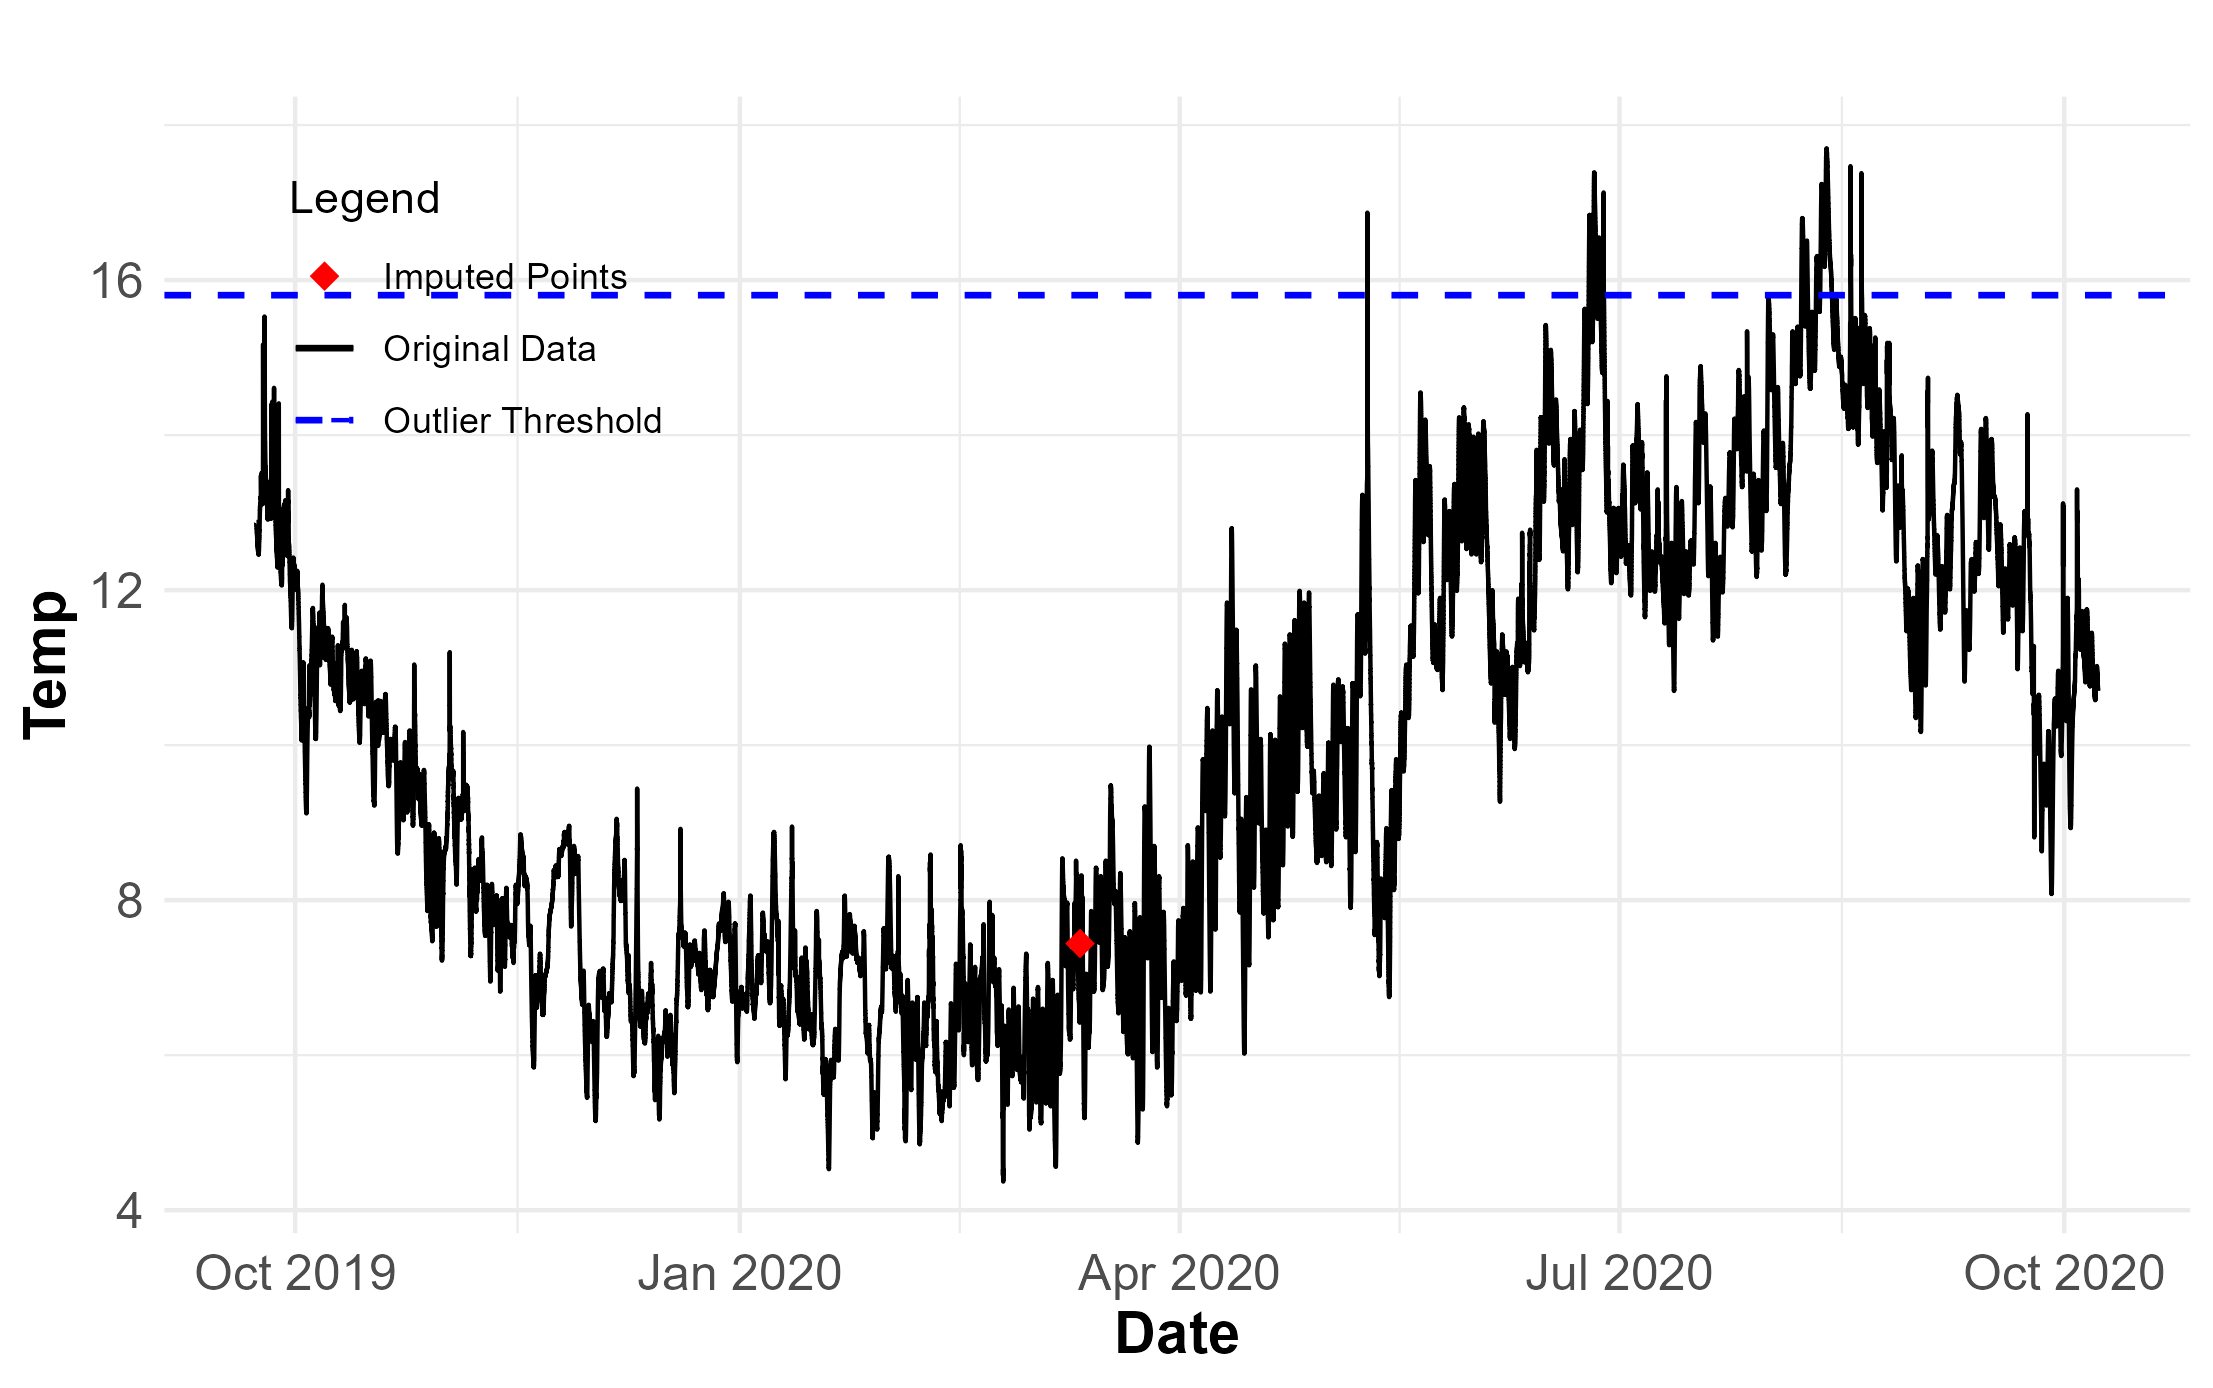 Legend
Imputed Points
Original Data
Outlier Threshold
16
12
8
4
Temp
Oct 2019
Jan 2020
Apr 2020
Jul 2020
Oct 2020
Date